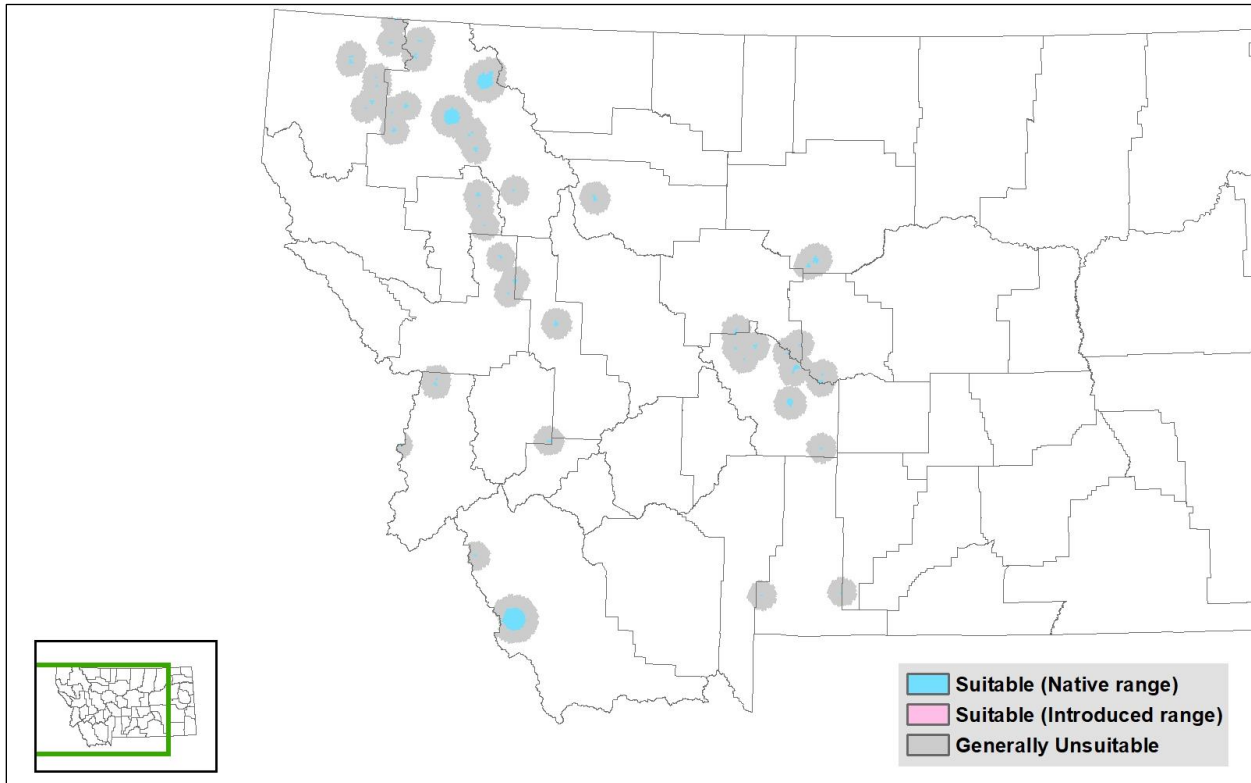 Suitable (Native range)
Suitable (Introduced range)
Generally Unsuitable